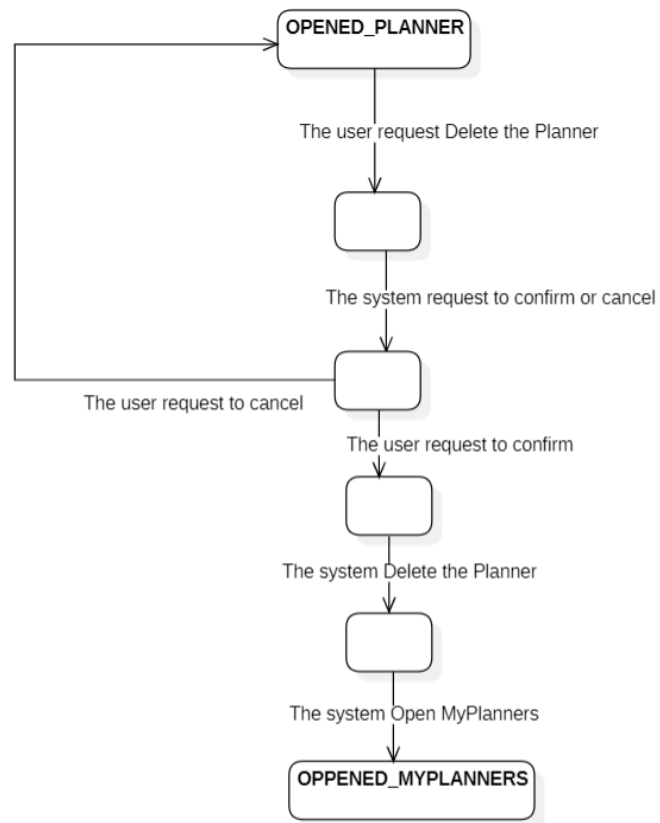 OPENED_PLANNER
The user request Delete the Planner
The system request to confirm or cancel
The user request to cancel
The user request to confirm
The system Delete the Planner
The system Open MyPlanners
OPPENED_MYPLANNERS